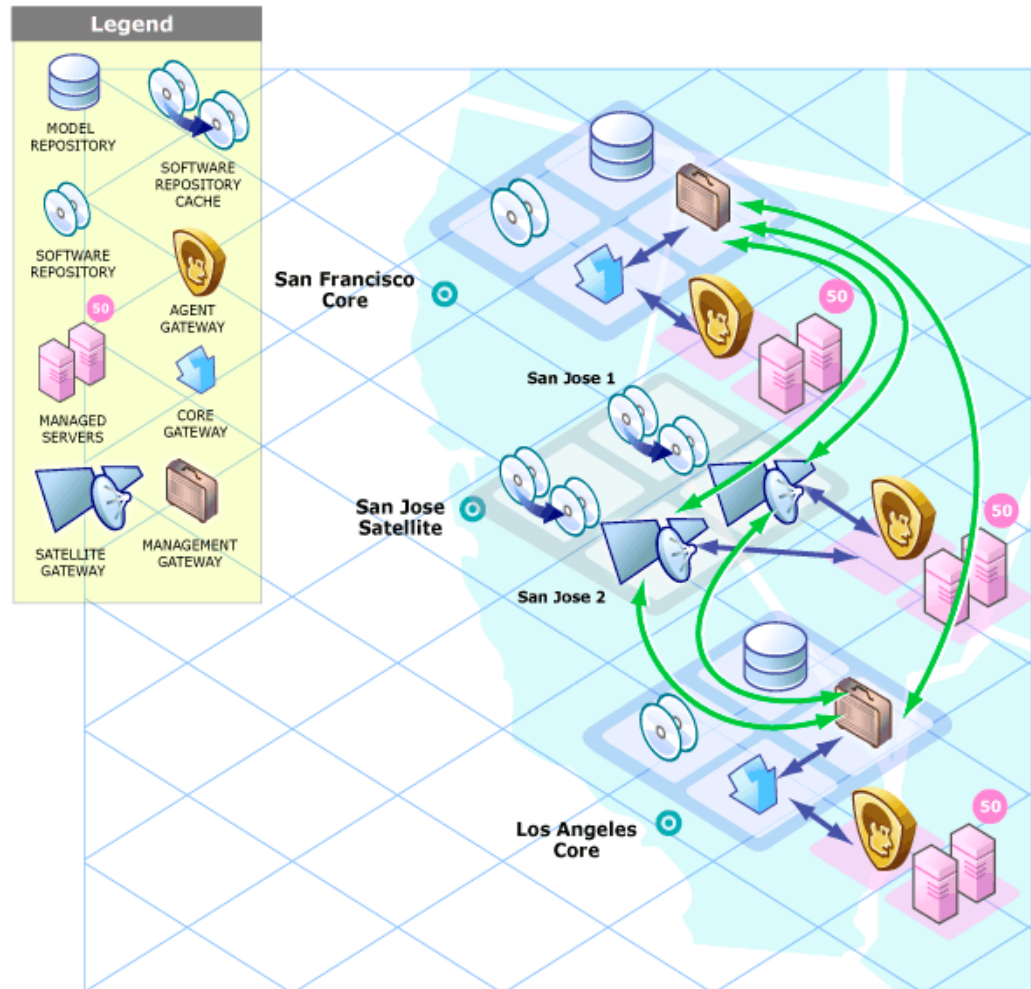 Legend
MODEL
REPOSITORY
SOFTWARE
REPOSITORY
CACHE
SOFTWARE
REPOSITORY
AGENT
GATEWAY
50
MANAGED
SERVERS
CORE
GATEWAY
SATELLITE
GATEWAY
MANAGEMENT
GATEWAY
San Francisco
Core
50
San Jose 1
San Jose
Satellite
50
San Jose 2
Los Angeles
Core
50